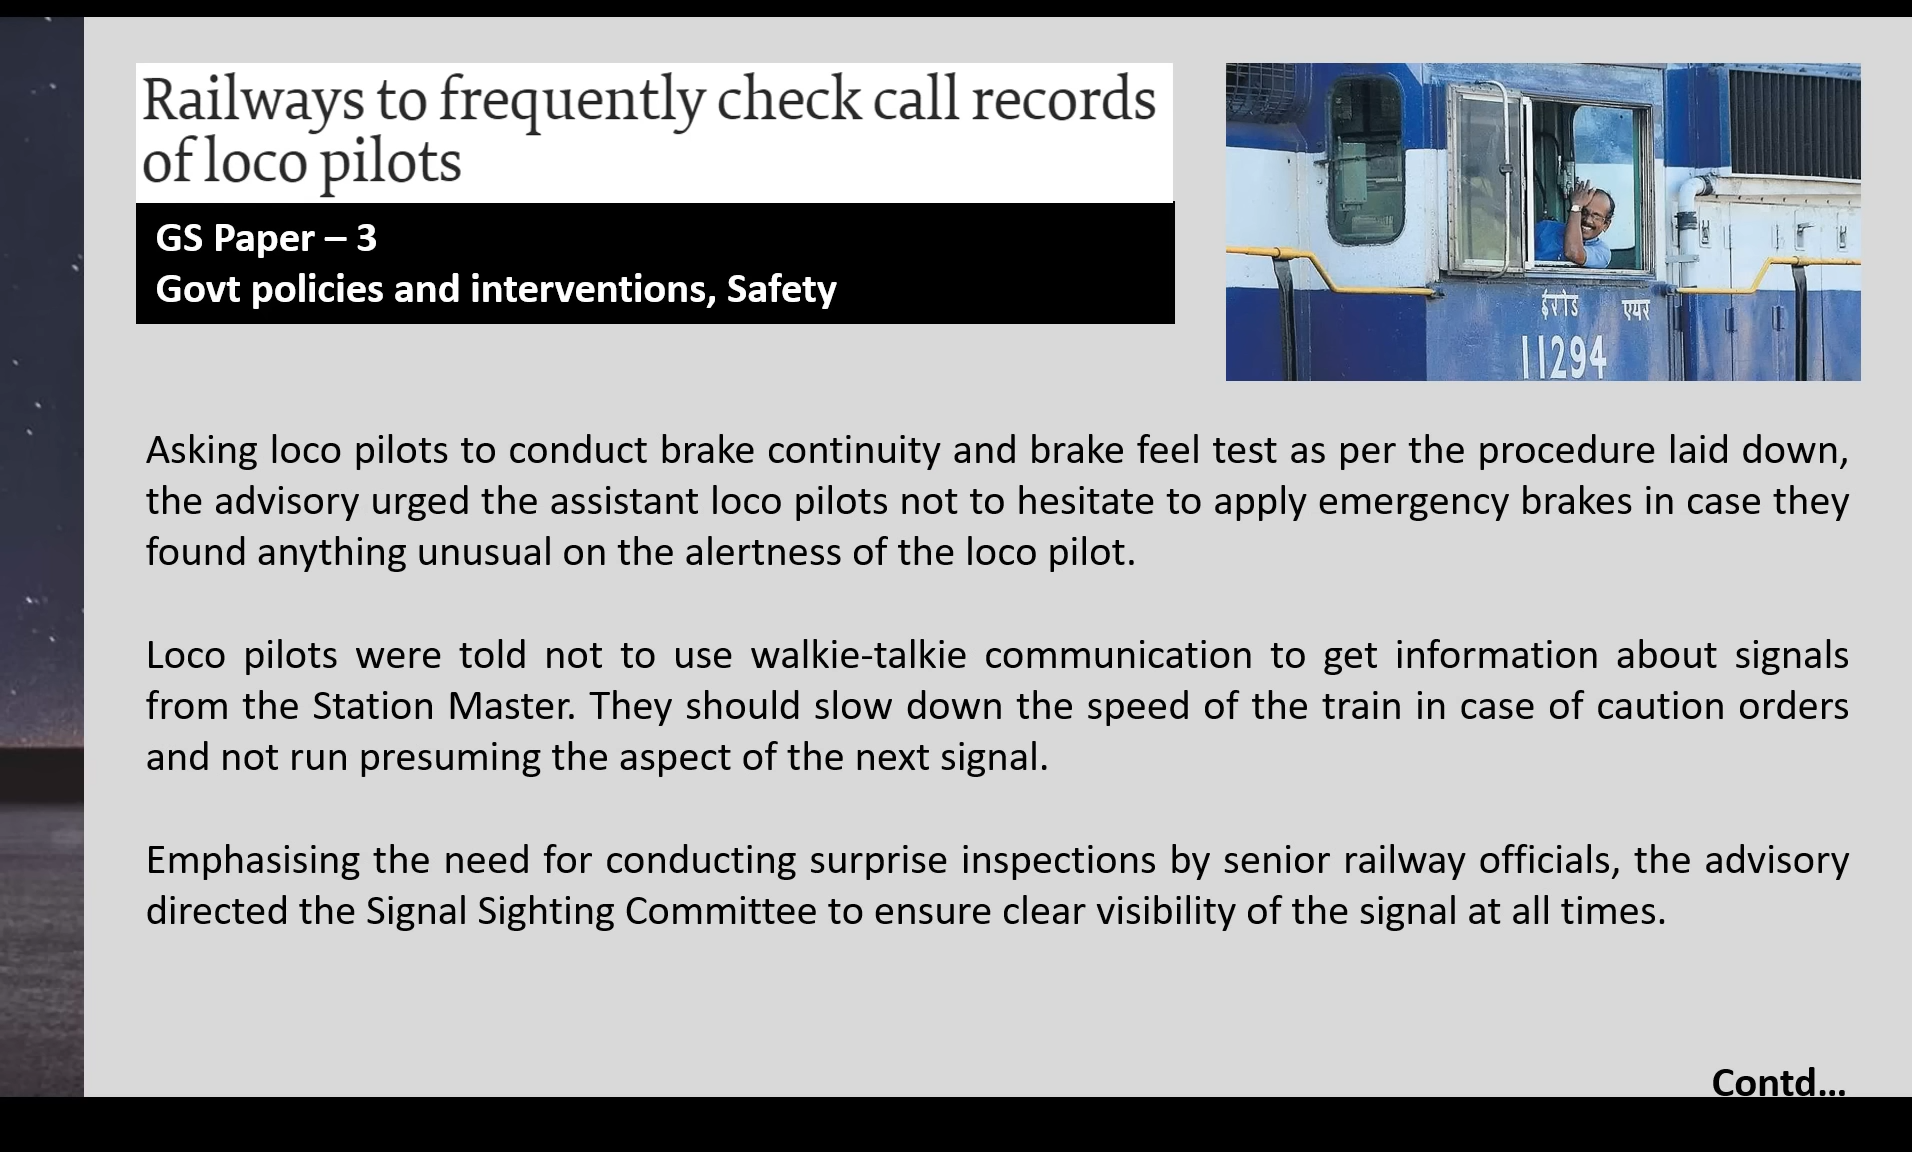 Railways to frequently check call records
of loco pilots
GS Paper – 3
Govt policies and interventions, Safety
ईरोड एयर
11294
Asking loco pilots to conduct brake continuity and brake feel test as per the procedure laid down,
the advisory urged the assistant loco pilots not to hesitate to apply emergency brakes in case they
found anything unusual on the alertness of the loco pilot.
Loco pilots were told not to use walkie-talkie communication to get information about signals
from the Station Master. They should slow down the speed of the train in case of caution orders
and not run presuming the aspect of the next signal.
Emphasising the need for conducting surprise inspections by senior railway officials, the advisory
directed the Signal Sighting Committee to ensure clear visibility of the signal at all times.
Contd...